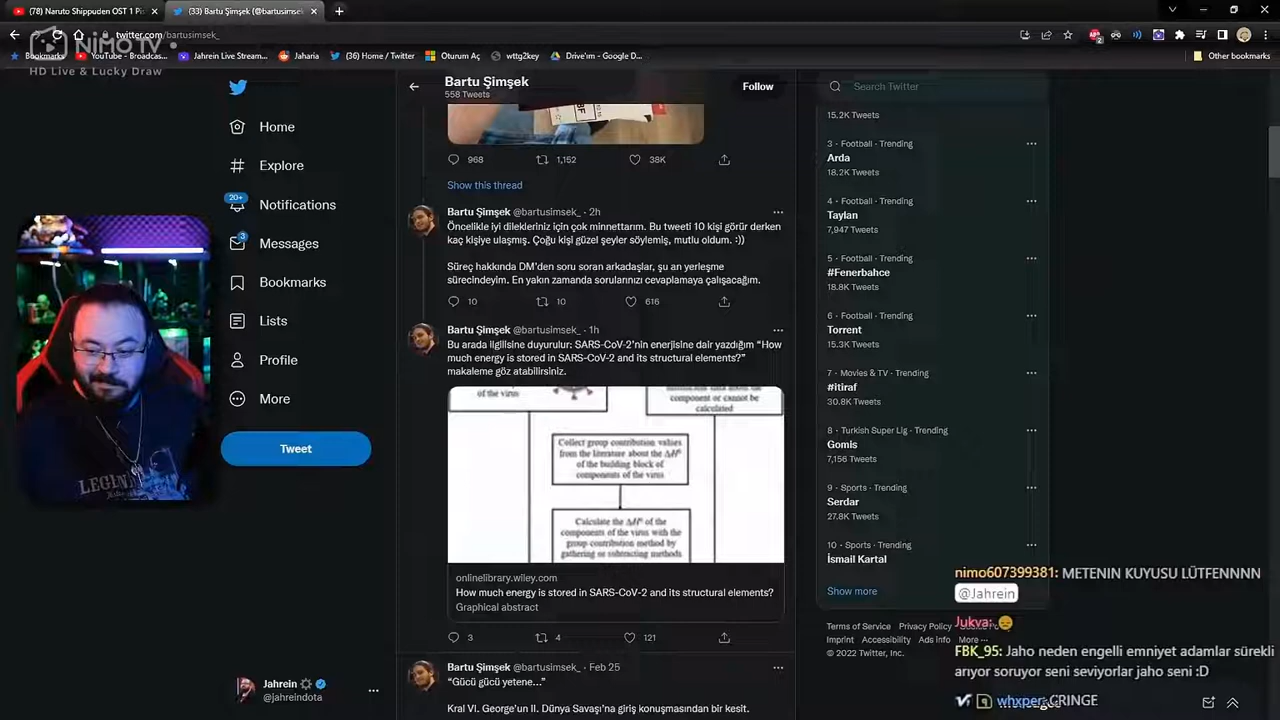 (78) Naruto Shippuden OST 1 Pi
(33) Bartu Şimşek (@bartusimsek_
twitter.com/bartusimsek_
NiMO TV
HD Live & Lucky Draw
Bookmarks
YouTube - Broadcas...
Jahrein Live Stream...
Jaharia
(36) Home / Twitter
Oturum Aç
wttg2key
Drive'ım - Google D...
Other bookmarks
Home
Explore
20+
Notifications
3
Messages
Bookmarks
Lists
Profile
More
Tweet
Jahrein
@jahreindota
Bartu Şimşek
558 Tweets
Follow
968
1,152
38K
Show this thread
Bartu Şimşek @bartusimsek_ · 2h
Öncelikle iyi dilekleriniz için çok minnettarım. Bu tweeti 10 kişi görür derken
kaç kişiye ulaşmış. Çoğu kişi güzel şeyler söylemiş, mutlu oldum. :))
Süreç hakkında DM'den soru soran arkadaşlar, şu an yerleşme
sürecindeyim. En yakın zamanda sorularınızı cevaplamaya çalışacağım.
10
10
616
Bartu Şimşek @bartusimsek_ · 1h
Bu arada ilgilisine duyurulur: SARS-CoV-2'nin enerjisine dair yazdığım "How
much energy is stored in SARS-CoV-2 and its structural elements?"
makaleme göz atabilirsiniz.
of the virus
component or cannot be
calculated
Collect group contribution values
from the literature about the ΔH°
of the building block of
components of the virus
Calculate the ΔH° of the
components of the virus with the
group contribution method by
gathering or subtracting methods
onlinelibrary.wiley.com
How much energy is stored in SARS-CoV-2 and its structural elements?
Graphical abstract
3
4
121
Bartu Şimşek @bartusimsek_ · Feb 25
"Gücü gücü yetene..."
Kral VI. George'un II. Dünya Savaşı'na giriş konuşmasından bir kesit.
Search Twitter
15.2K Tweets
3 · Football · Trending
Arda
18.2K Tweets
4 · Football · Trending
Taylan
7,947 Tweets
5 · Football · Trending
#Fenerbahce
18.8K Tweets
6 · Football · Trending
Torrent
15.3K Tweets
7 · Movies & TV · Trending
#itiraf
30.8K Tweets
8 · Turkish Super Lig · Trending
Gomis
7,156 Tweets
9 · Sports · Trending
Serdar
27.8K Tweets
10 · Sports · Trending
İsmail Kartal
Show more
Terms of Service Privacy Policy
Imprint Accessibility Ads Info More ···
© 2022 Twitter, Inc.
nimo607399381: METENIN KUYUSU LÜTFENNNN
@Jahrein
Jukva: 😞
FBK_95: Jaho neden engelli emniyet adamlar sürekli
arıyor soruyor seni seviyorlar jaho seni :D
whxper: CRINGE